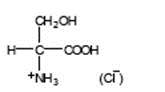 CH₂OH
H—C—COOH
⁺NH₃ (Cl⁻)